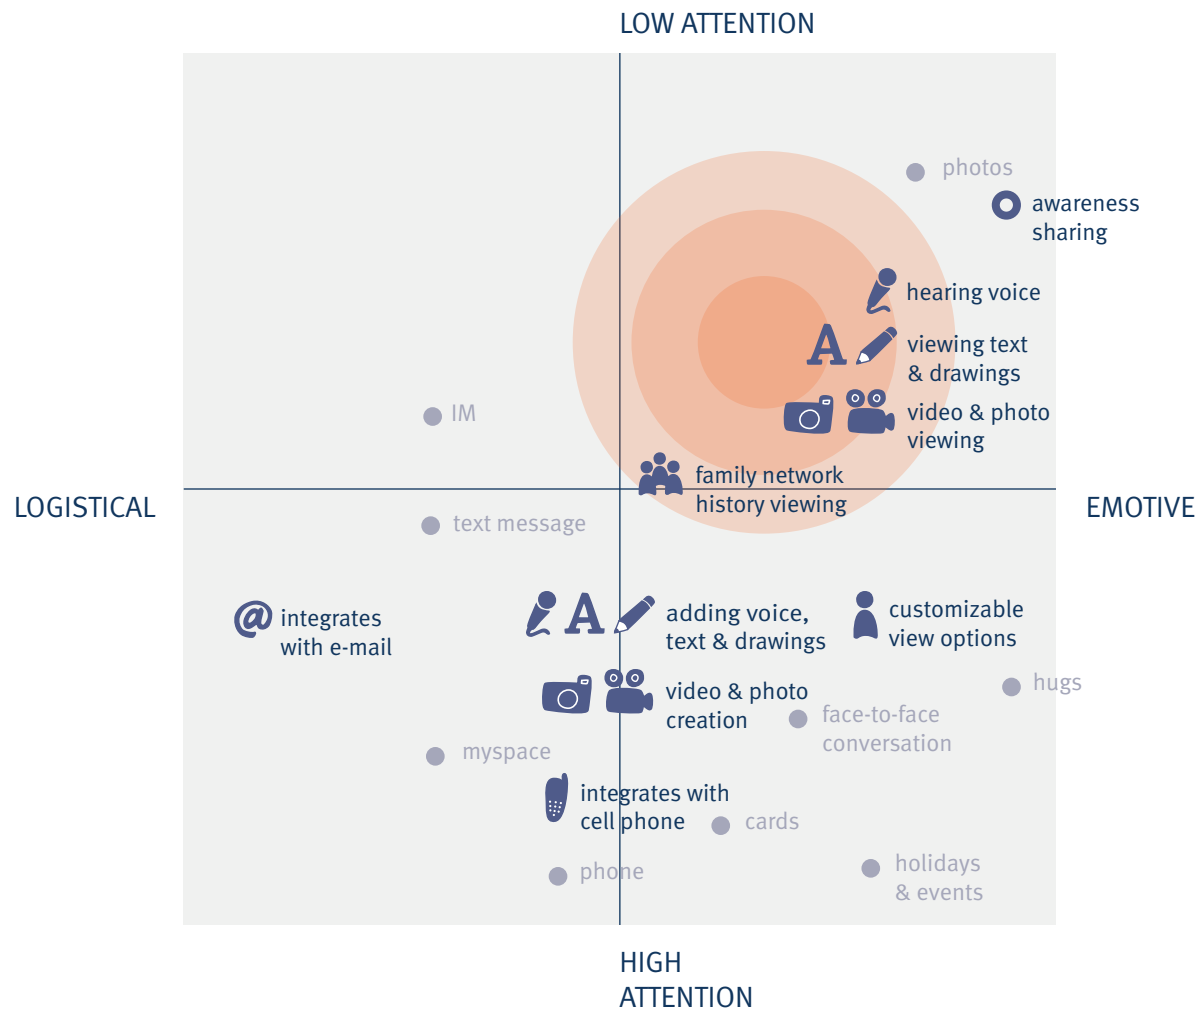 LOW ATTENTION
photos
awareness
sharing
hearing voice
A
viewing text
& drawings
video & photo
viewing
IM
family network
history viewing
LOGISTICAL
EMOTIVE
text message
@ integrates
with e-mail
A
adding voice,
text & drawings
customizable
view options
video & photo
creation
hugs
face-to-face
conversation
myspace
integrates with
cell phone
cards
phone
holidays
& events
HIGH
ATTENTION